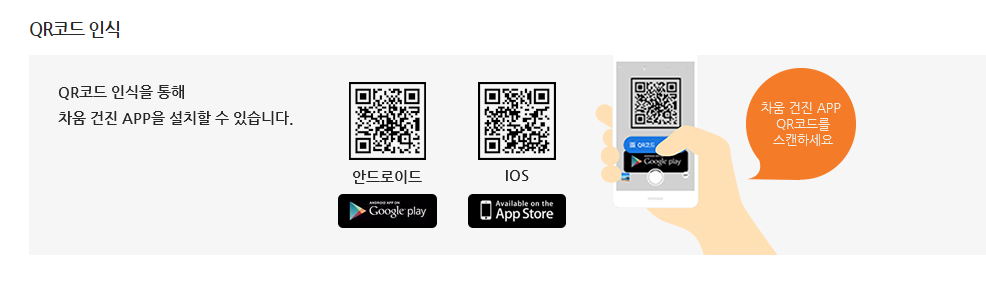 QR코드 인식
QR코드 인식을 통해
차움 건진 APP을 설치할 수 있습니다.
안드로이드
ANDROID APP ON
Google play
IOS
Available on the
App Store
QR코드
Google play
차움 건진 APP
QR코드를
스캔하세요